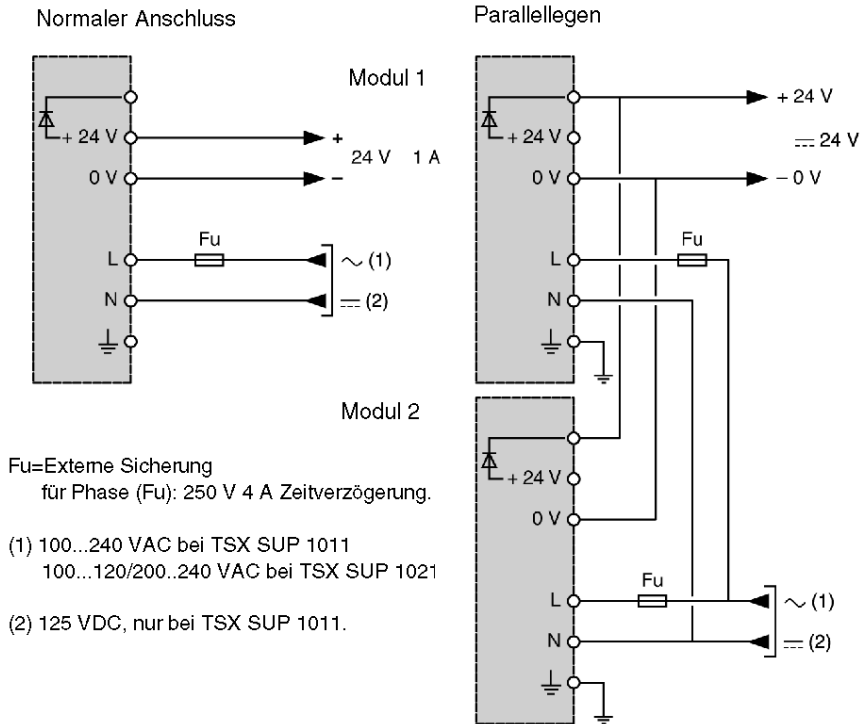 Normaler Anschluss
+ 24 V
0 V
L
N
Fu
+
24 V 1 A
–
~ (1)
⎓ (2)
Parallellegen
Modul 1
+ 24 V
0 V
L
N
Fu
+ 24 V
⎓ 24 V
– 0 V
Modul 2
+ 24 V
0 V
L
N
Fu
~ (1)
⎓ (2)
Fu=Externe Sicherung
für Phase (Fu): 250 V 4 A Zeitverzögerung.
(1) 100...240 VAC bei TSX SUP 1011
100...120/200..240 VAC bei TSX SUP 1021
(2) 125 VDC, nur bei TSX SUP 1011.